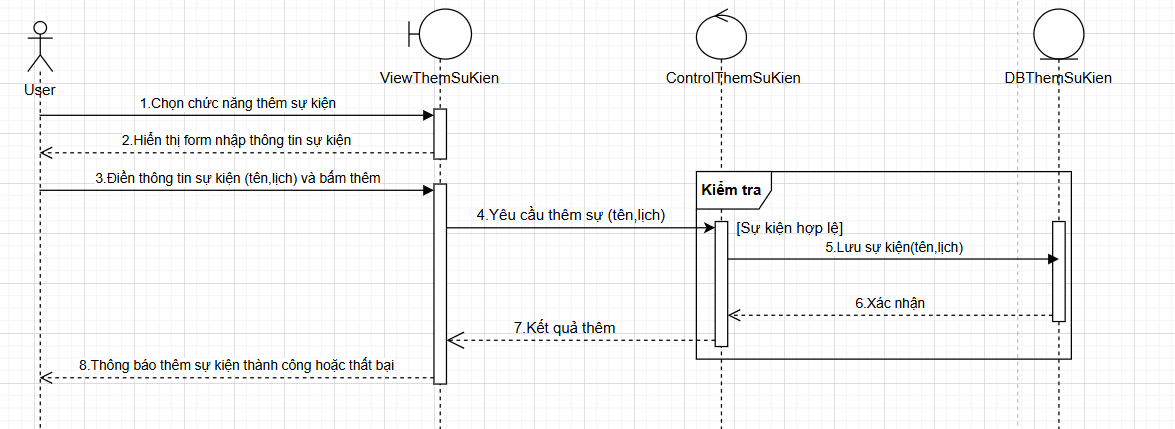 User
ViewThemSuKien
ControlThemSuKien
DBThemSuKien
1.Chọn chức năng thêm sự kiện
2.Hiển thị form nhập thông tin sự kiện
3.Điền thông tin sự kiện (tên,lịch) và bấm thêm
Kiểm tra
4.Yêu cầu thêm sự (tên,lịch)
[Sự kiện hợp lệ]
5.Lưu sự kiện(tên,lịch)
6.Xác nhận
7.Kết quả thêm
8.Thông báo thêm sự kiện thành công hoặc thất bại